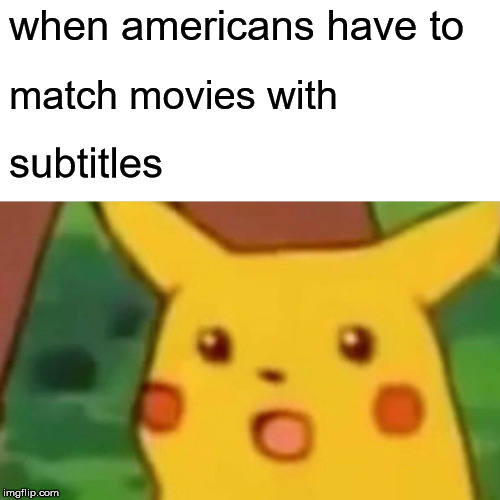 when americans have to
match movies with
subtitles
imgflip.com